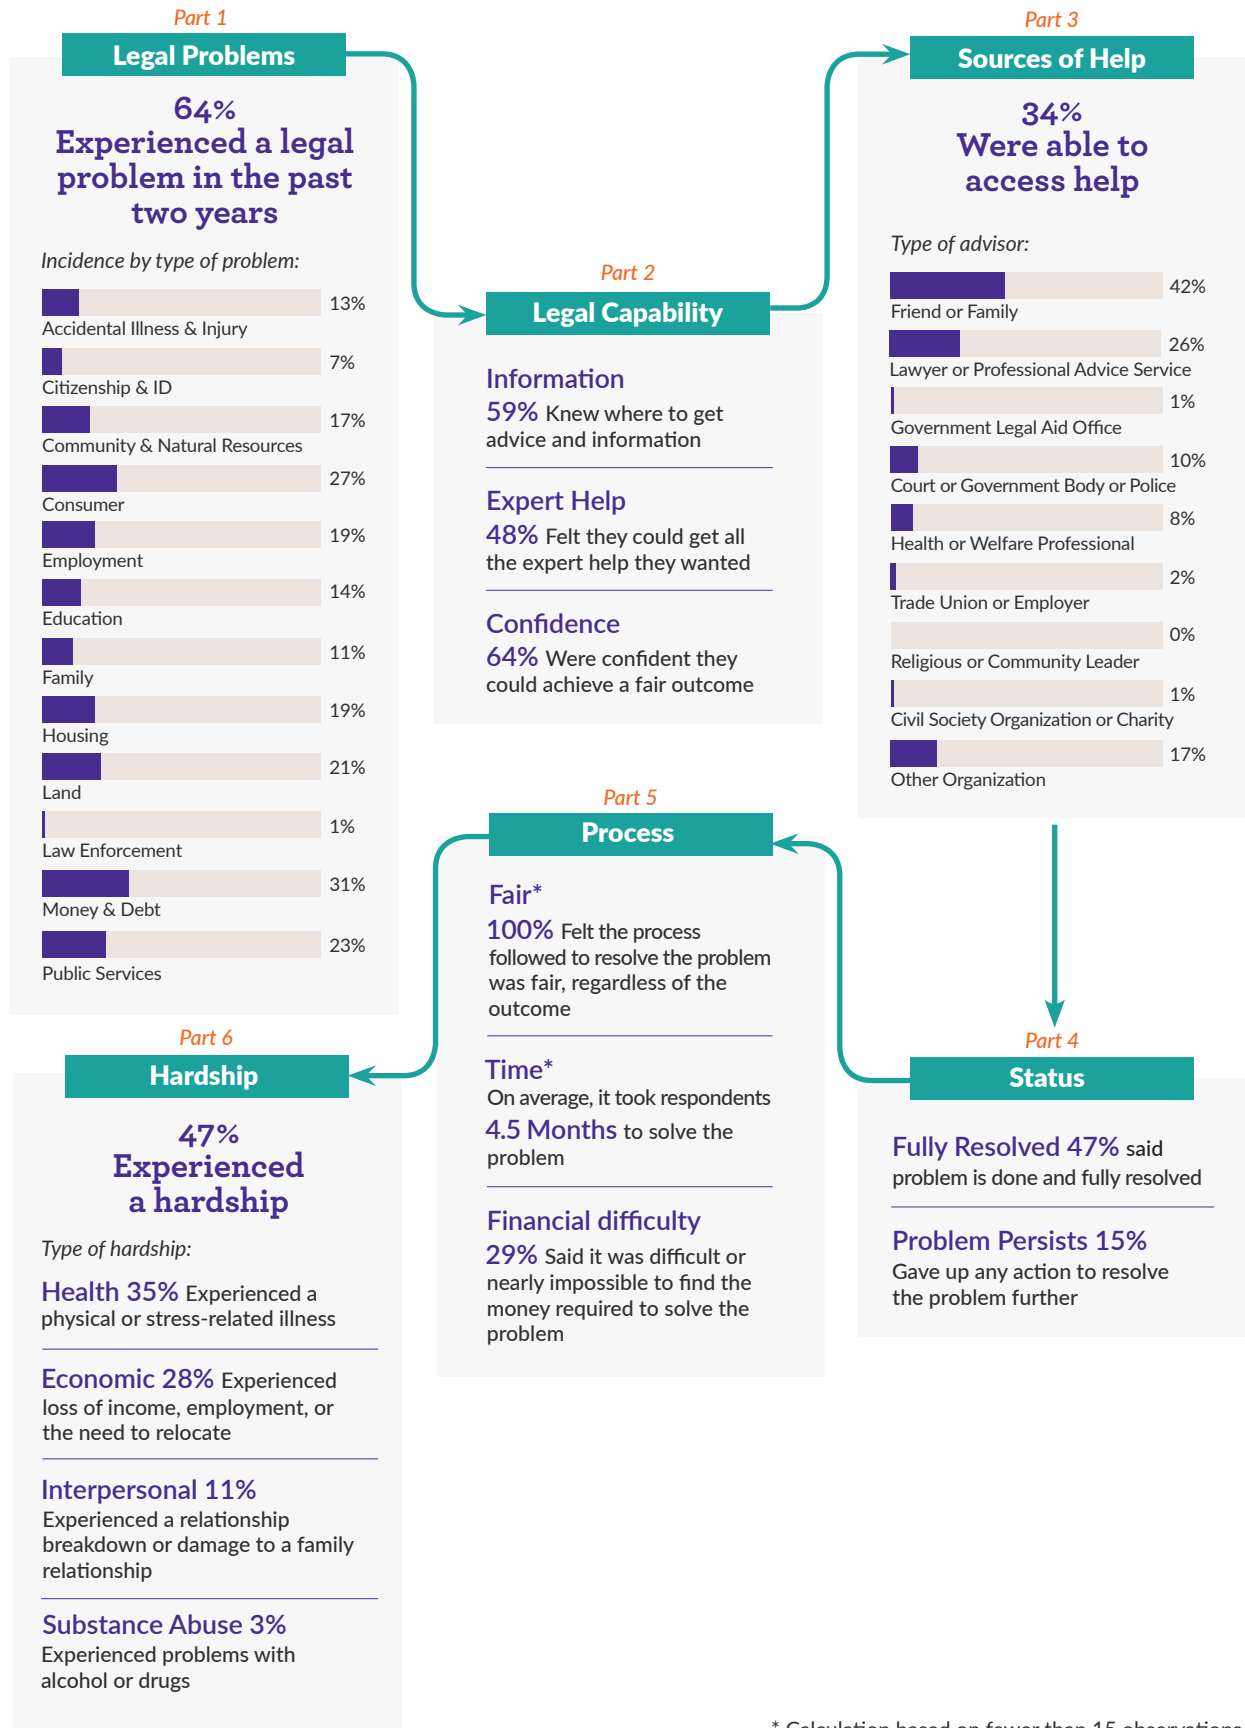 Part 1
Legal Problems
64%
Experienced a legal
problem in the past
two years
Incidence by type of problem:
13%
Accidental Illness & Injury
7%
Citizenship & ID
17%
Community & Natural Resources
27%
Consumer
19%
Employment
14%
Education
11%
Family
19%
Housing
21%
Land
1%
Law Enforcement
31%
Money & Debt
23%
Public Services
Part 2
Legal Capability
Information
59% Knew where to get
advice and information
Expert Help
48% Felt they could get all
the expert help they wanted
Confidence
64% Were confident they
could achieve a fair outcome
Part 3
Sources of Help
34%
Were able to
access help
Type of advisor:
42%
Friend or Family
26%
Lawyer or Professional Advice Service
1%
Government Legal Aid Office
10%
Court or Government Body or Police
8%
Health or Welfare Professional
2%
Trade Union or Employer
0%
Religious or Community Leader
1%
Civil Society Organization or Charity
17%
Other Organization
Part 4
Status
Fully Resolved 47% said
problem is done and fully resolved
Problem Persists 15%
Gave up any action to resolve
the problem further
Part 5
Process
Fair*
100% Felt the process
followed to resolve the problem
was fair, regardless of the
outcome
Time*
On average, it took respondents
4.5 Months to solve the
problem
Financial difficulty
29% Said it was difficult or
nearly impossible to find the
money required to solve the
problem
Part 6
Hardship
47%
Experienced
a hardship
Type of hardship:
Health 35% Experienced a
physical or stress-related illness
Economic 28% Experienced
loss of income, employment, or
the need to relocate
Interpersonal 11%
Experienced a relationship
breakdown or damage to a family
relationship
Substance Abuse 3%
Experienced problems with
alcohol or drugs
* Calculation based on fewer than 15 observations